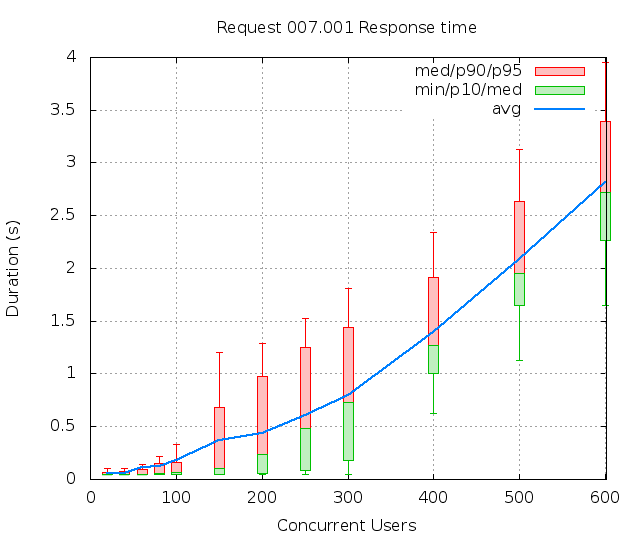 Request 007.001 Response time
med/p90/p95
min/p10/med
avg
Duration (s)
4
3.5
3
2.5
2
1.5
1
0.5
0
0 100 200 300 400 500 600
Concurrent Users